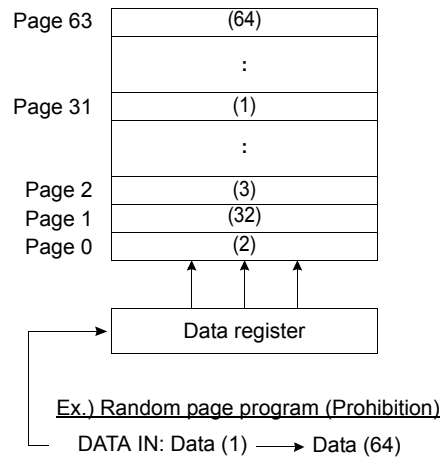 Page 63 (64)
:
Page 31 (1)
:
Page 2 (3)
Page 1 (32)
Page 0 (2)
Data register
Ex.) Random page program (Prohibition)
DATA IN: Data (1) Data (64)